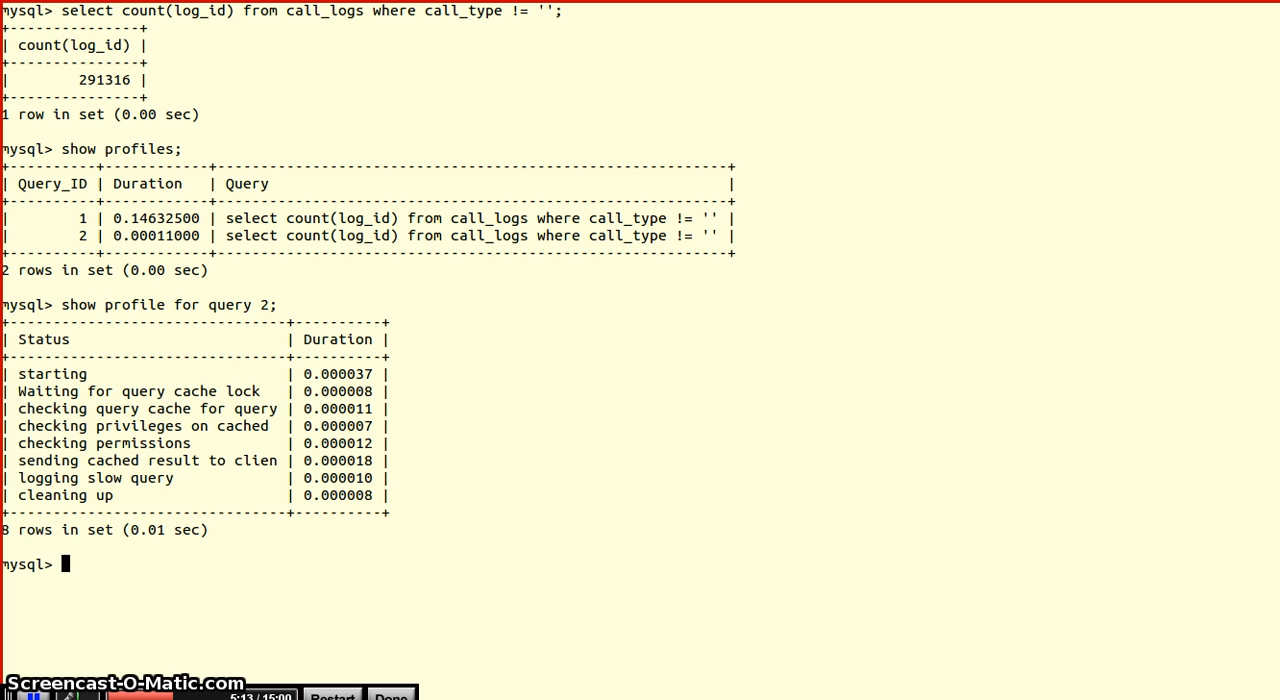 mysql> select count(log_id) from call_logs where call_type != '';
+---------------+
| count(log_id) |
+---------------+
|        291316 |
+---------------+
1 row in set (0.00 sec)
mysql> show profiles;
+----------+------------+-----------------------------------------------------------+
| Query_ID | Duration   | Query                                                     |
+----------+------------+-----------------------------------------------------------+
|        1 | 0.14632500 | select count(log_id) from call_logs where call_type != '' |
|        2 | 0.00011000 | select count(log_id) from call_logs where call_type != '' |
+----------+------------+-----------------------------------------------------------+
2 rows in set (0.00 sec)
mysql> show profile for query 2;
+--------------------------------+----------+
| Status                         | Duration |
+--------------------------------+----------+
| starting                       | 0.000037 |
| Waiting for query cache lock   | 0.000008 |
| checking query cache for query | 0.000011 |
| checking privileges on cached  | 0.000007 |
| checking permissions           | 0.000012 |
| sending cached result to clien | 0.000018 |
| logging slow query             | 0.000010 |
| cleaning up                    | 0.000008 |
+--------------------------------+----------+
8 rows in set (0.01 sec)
mysql>
Screencast-O-Matic.com
5:13 / 15:00 Restart Done